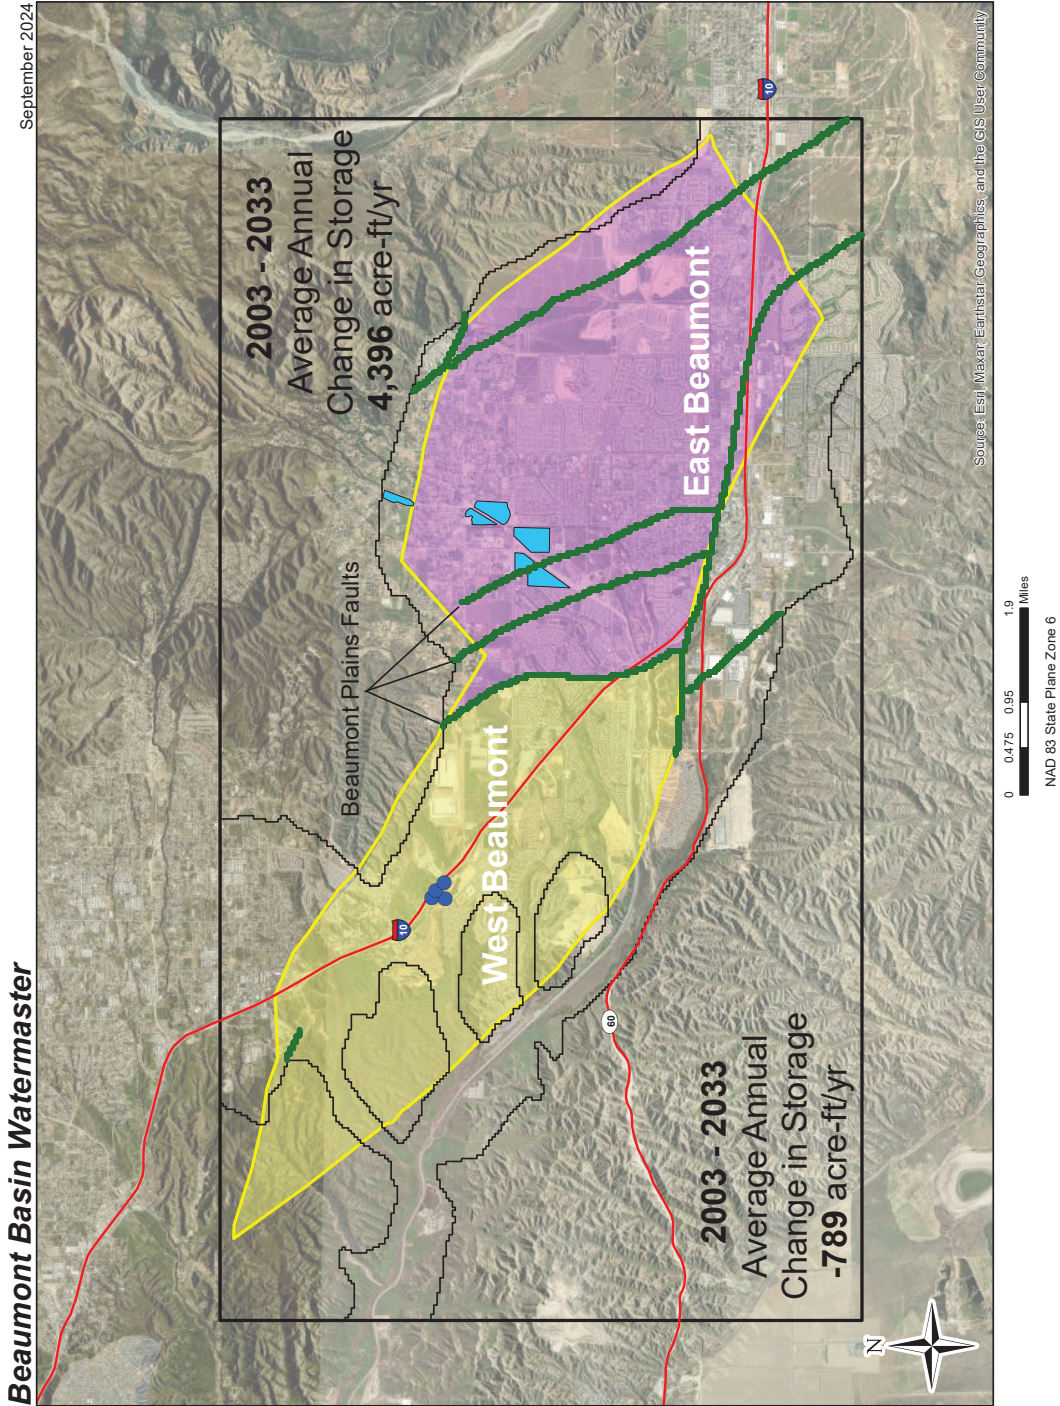 Beaumont Basin Watermaster
September 2024
2003 - 2033
Average Annual
Change in Storage
4,396 acre-ft/yr
Beaumont Plains Faults
10
10
West Beaumont
East Beaumont
60
2003 - 2033
Average Annual
Change in Storage
-789 acre-ft/yr
N
Source: Esri, Maxar, Earthstar Geographics, and the GIS User Community
0 0.475 0.95 1.9
Miles
NAD 83 State Plane Zone 6